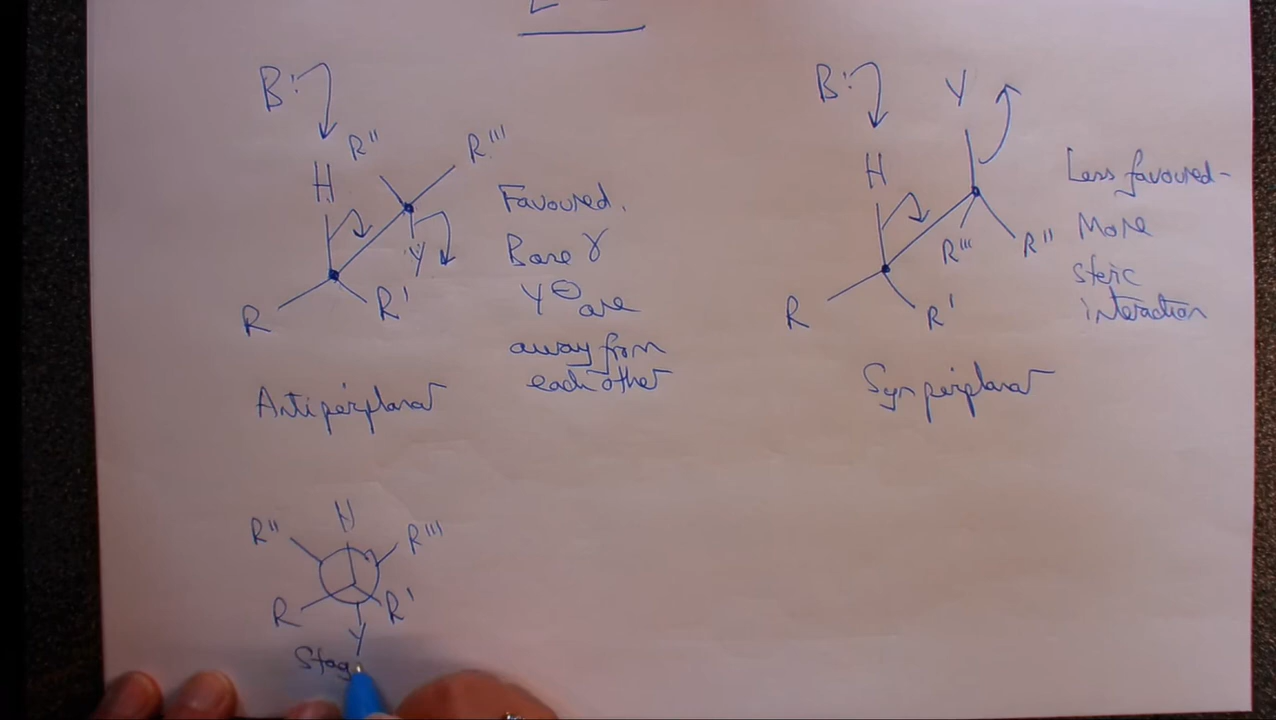 B:
R''
R'''
H
Y
R
R'
Favoured.
Base &
Y⊖ are
away from
each other
Antiperiplanar
B:
Y
H
R'''
R''
R
R'
Less favoured-
More
steric
interaction
Synperiplanar
R''
H
R'''
R
R'
Y
Stag